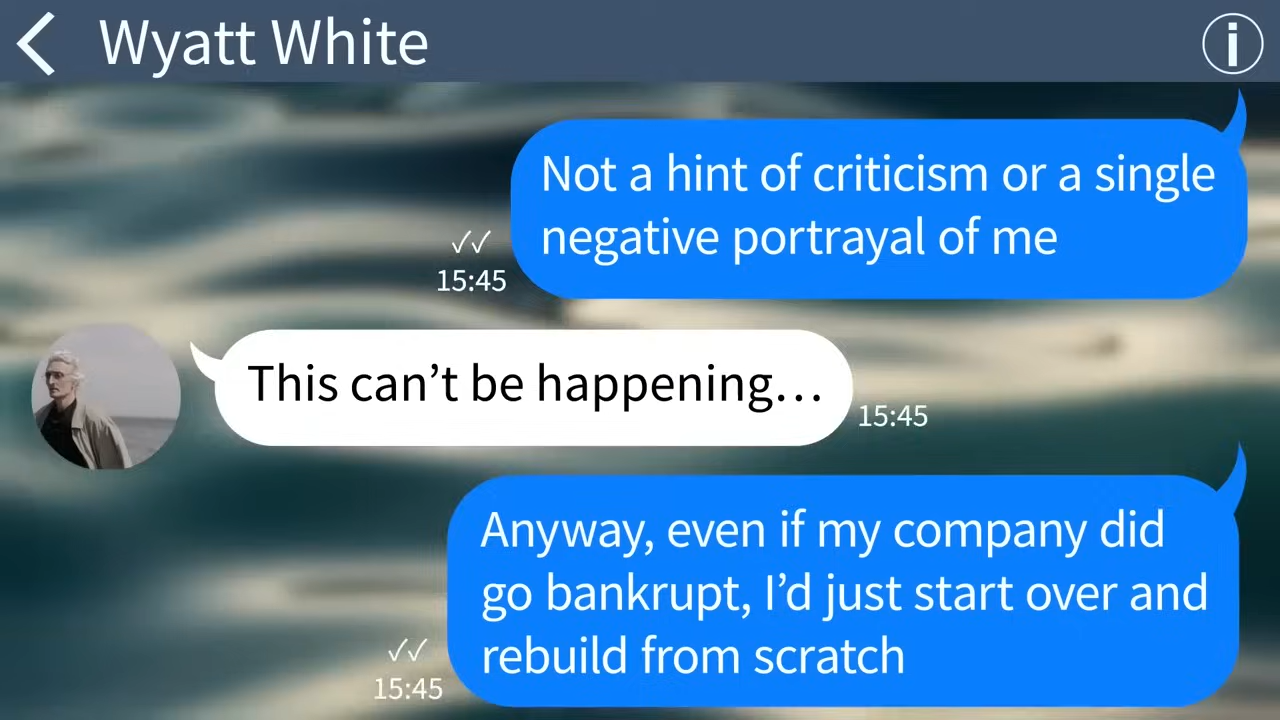 Wyatt White
Not a hint of criticism or a single
negative portrayal of me
15:45
This can’t be happening…
15:45
Anyway, even if my company did
go bankrupt, I’d just start over and
rebuild from scratch
15:45